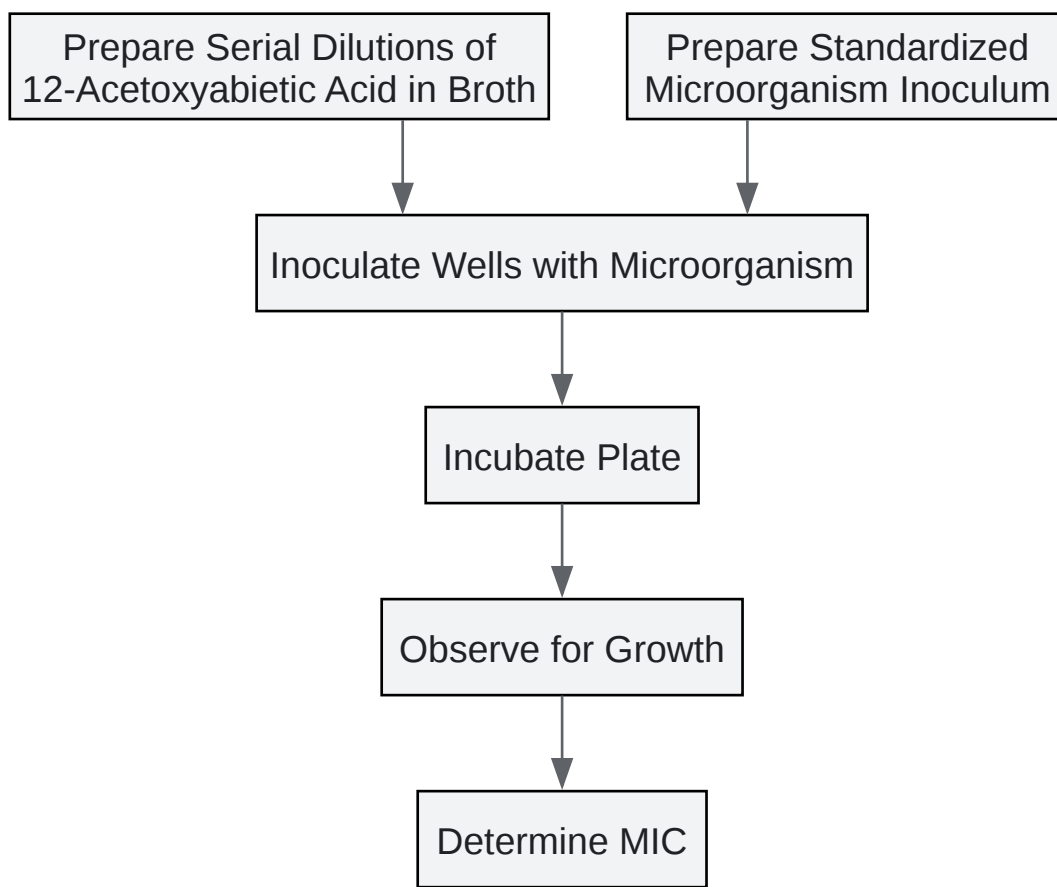 Prepare Serial Dilutions of
12-Acetoxyabietic Acid in Broth
Prepare Standardized
Microorganism Inoculum
Inoculate Wells with Microorganism
Incubate Plate
Observe for Growth
Determine MIC